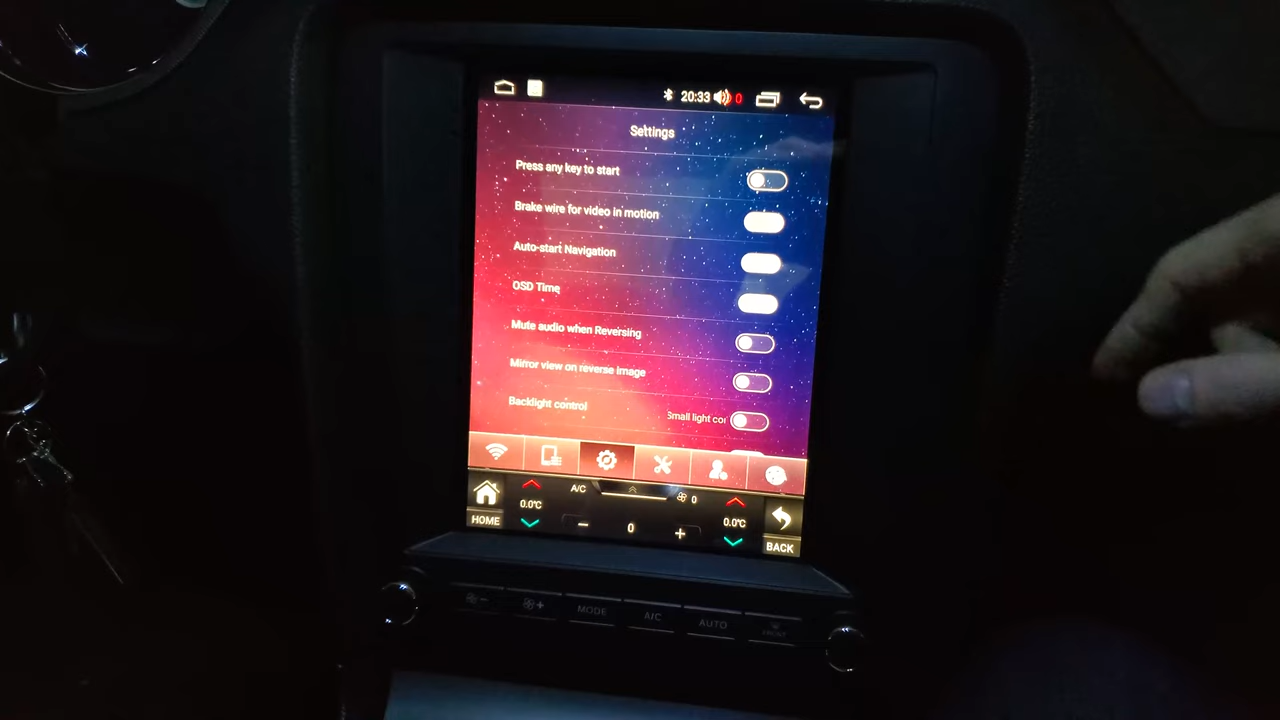 20:33 0
Settings
Press any key to start
Brake wire for video in motion
Auto-start Navigation
OSD Time
Mute audio when Reversing
Mirror view on reverse image
Backlight control Small light co
A/C 0
0.0°C 0.0°C
HOME − 0 + BACK
MODE A/C AUTO FRONT